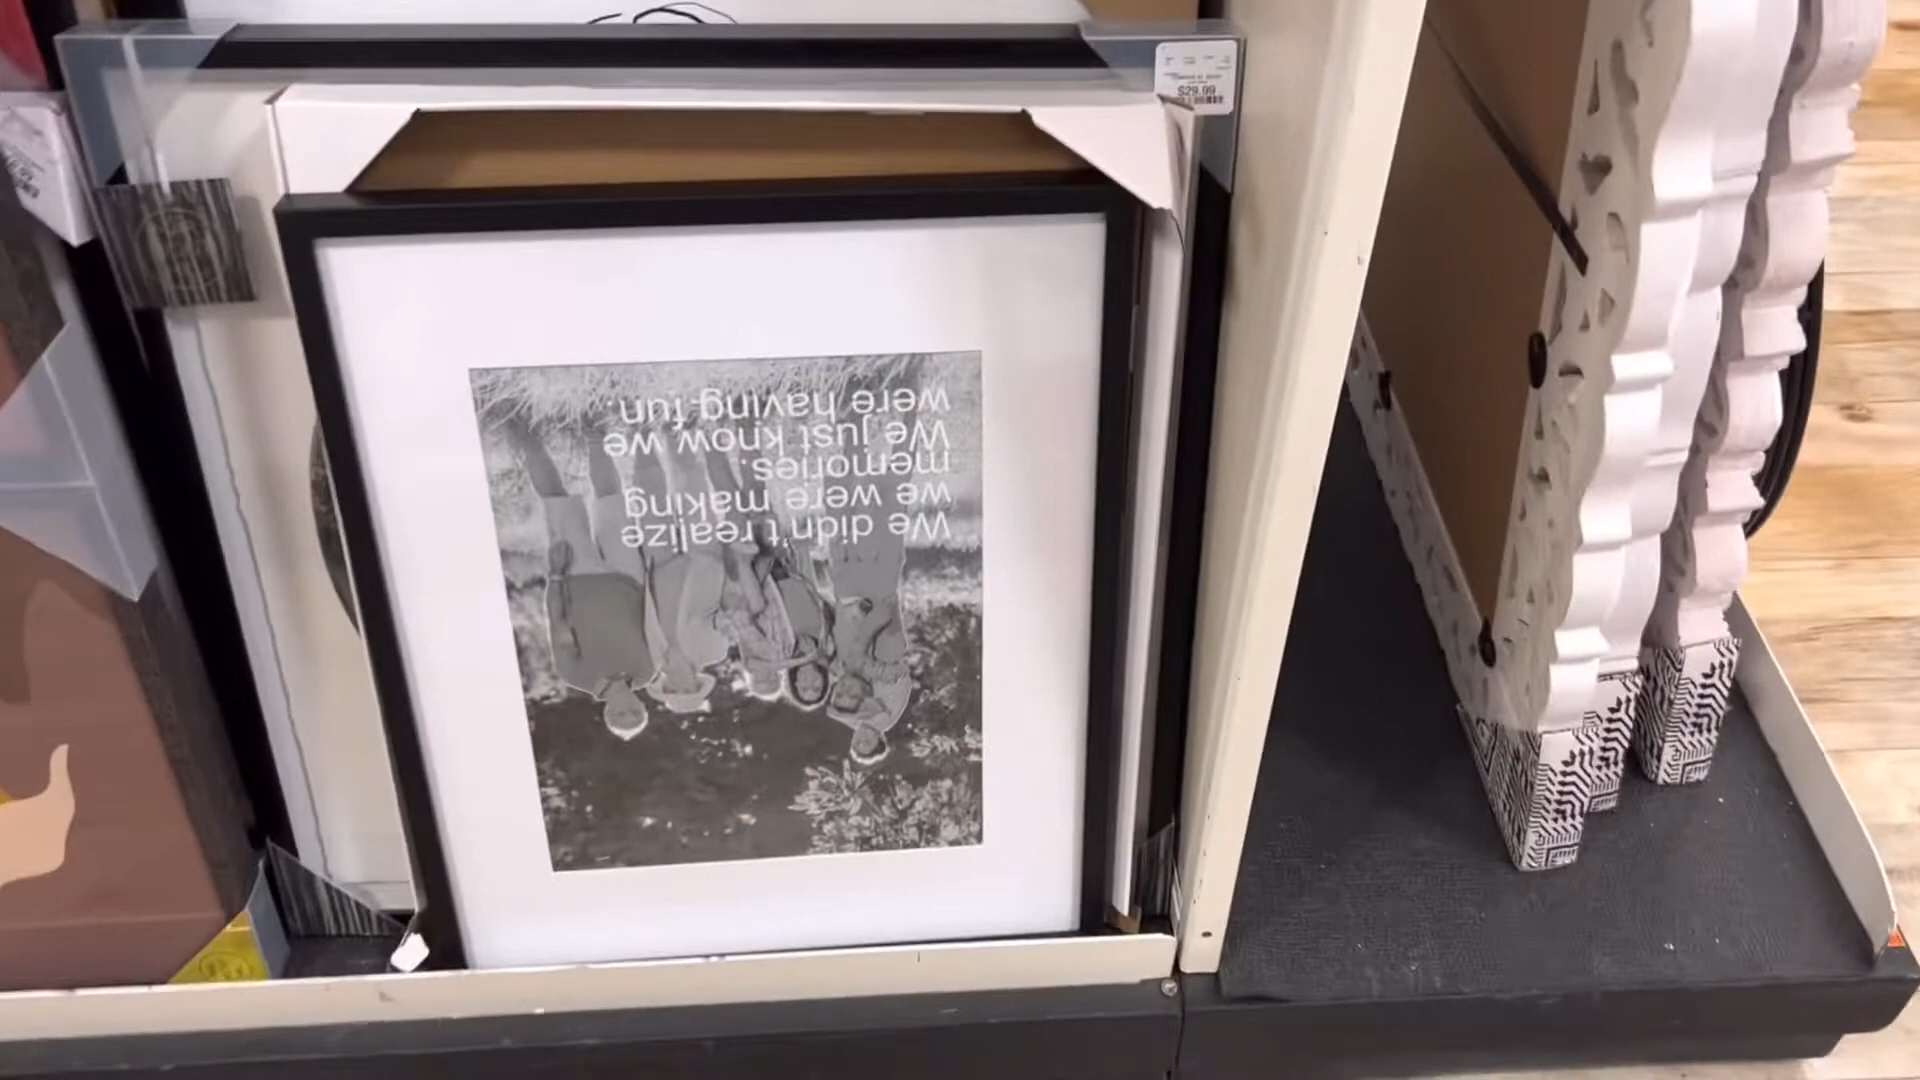 We didn't realize
we were making
memories.
We just know we
were having fun.
$29.99